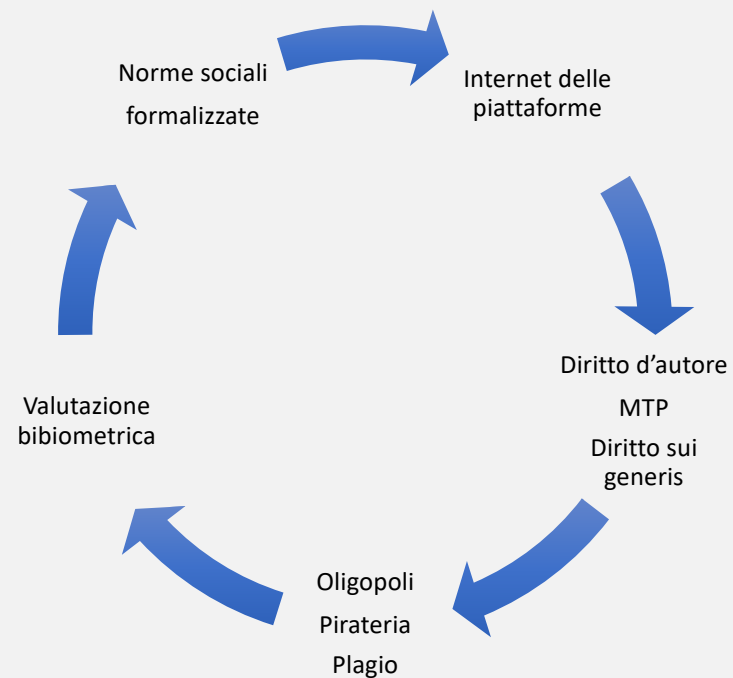 Norme sociali
formalizzate
Internet delle
piattaforme
Diritto d’autore
MTP
Diritto sui
generis
Oligopoli
Pirateria
Plagio
Valutazione
bibiometrica